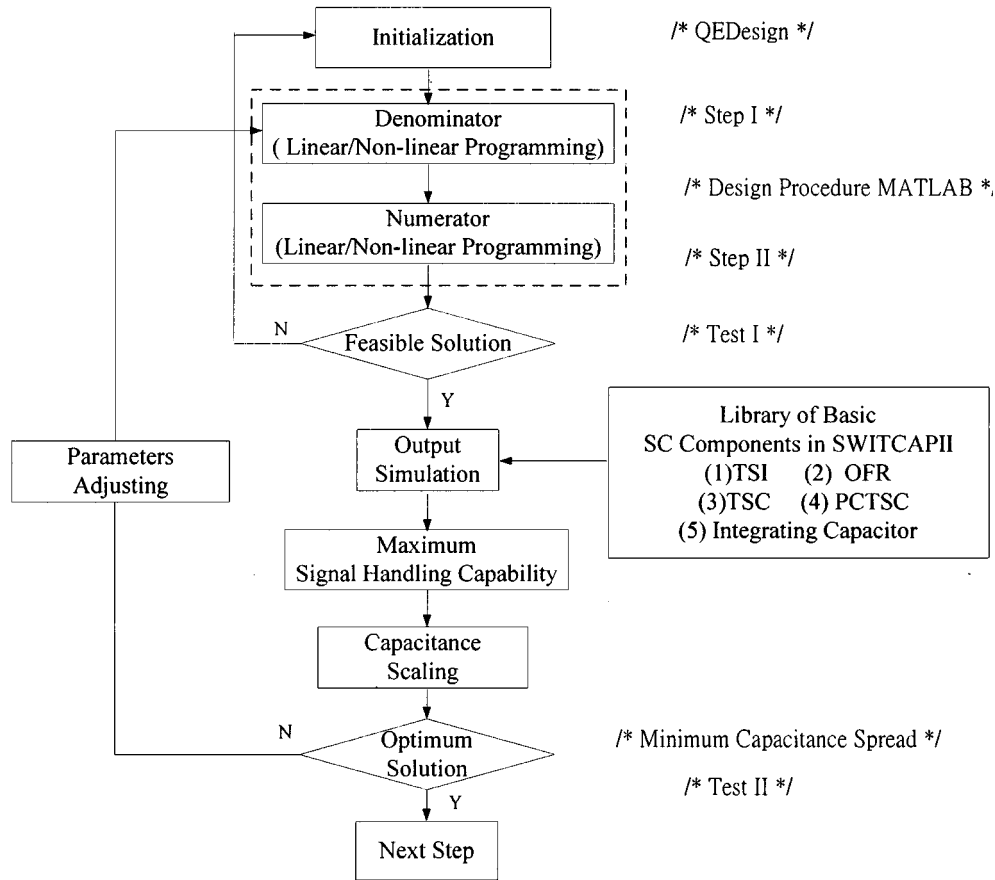 Initialization
/* QEDesign */
Denominator
( Linear/Non-linear Programming)
/* Step I */
/* Design Procedure MATLAB */
Numerator
(Linear/Non-linear Programming)
/* Step II */
N
Feasible Solution
/* Test I */
Y
Parameters
Adjusting
Output
Simulation
Library of Basic
SC Components in SWITCAPII
(1)TSI (2) OFR
(3)TSC (4) PCTSC
(5) Integrating Capacitor
Maximum
Signal Handling Capability
Capacitance
Scaling
N
Optimum
Solution
/* Minimum Capacitance Spread */
/* Test II */
Y
Next Step